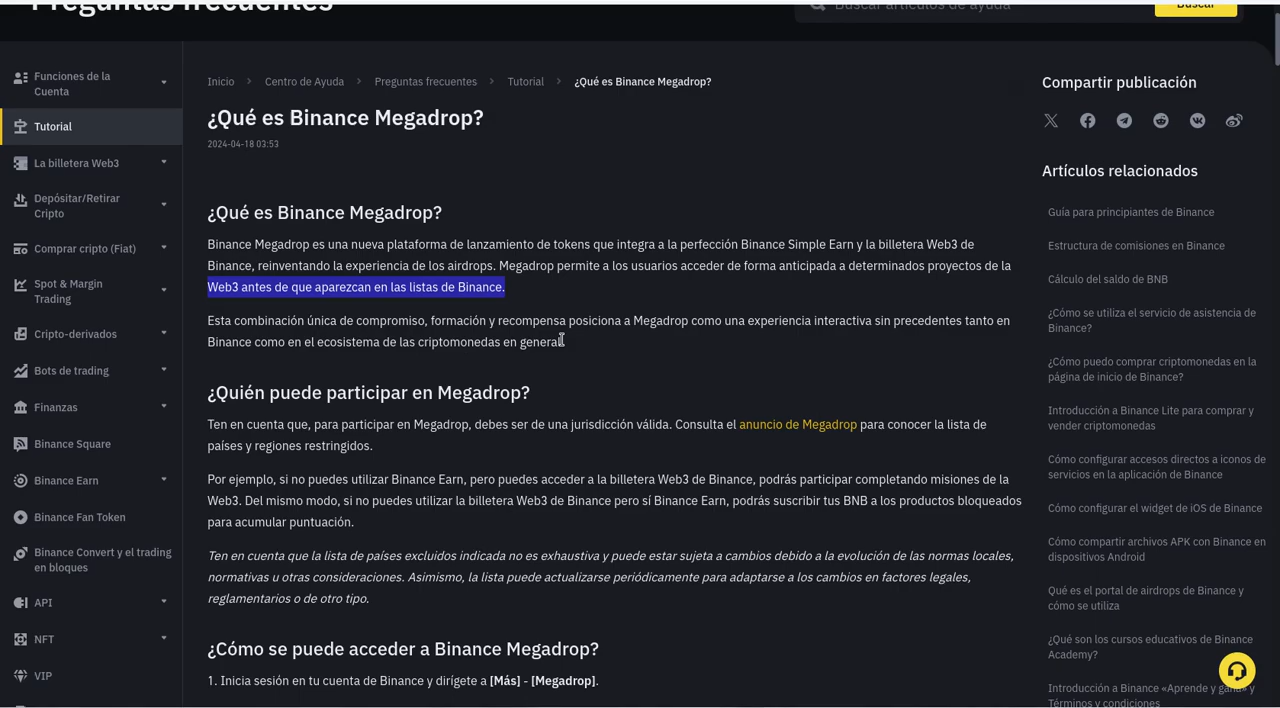 Preguntas frecuentes
Buscar artículos de ayuda
Buscar
Funciones de la
Cuenta
Tutorial
La billetera Web3
Depósitar/Retirar
Cripto
Comprar cripto (Fiat)
Spot & Margin
Trading
Cripto-derivados
Bots de trading
Finanzas
Binance Square
Binance Earn
Binance Fan Token
Binance Convert y el trading
en bloques
API
NFT
VIP
Inicio > Centro de Ayuda > Preguntas frecuentes > Tutorial > ¿Qué es Binance Megadrop?
¿Qué es Binance Megadrop?
2024-04-18 03:53
¿Qué es Binance Megadrop?
Binance Megadrop es una nueva plataforma de lanzamiento de tokens que integra a la perfección Binance Simple Earn y la billetera Web3 de
Binance, reinventando la experiencia de los airdrops. Megadrop permite a los usuarios acceder de forma anticipada a determinados proyectos de la
Web3 antes de que aparezcan en las listas de Binance.
Esta combinación única de compromiso, formación y recompensa posiciona a Megadrop como una experiencia interactiva sin precedentes tanto en
Binance como en el ecosistema de las criptomonedas en general.
¿Quién puede participar en Megadrop?
Ten en cuenta que, para participar en Megadrop, debes ser de una jurisdicción válida. Consulta el anuncio de Megadrop para conocer la lista de
países y regiones restringidos.
Por ejemplo, si no puedes utilizar Binance Earn, pero puedes acceder a la billetera Web3 de Binance, podrás participar completando misiones de la
Web3. Del mismo modo, si no puedes utilizar la billetera Web3 de Binance pero sí Binance Earn, podrás suscribir tus BNB a los productos bloqueados
para acumular puntuación.
Ten en cuenta que la lista de países excluidos indicada no es exhaustiva y puede estar sujeta a cambios debido a la evolución de las normas locales,
normativas u otras consideraciones. Asimismo, la lista puede actualizarse periódicamente para adaptarse a los cambios en factores legales,
reglamentarios o de otro tipo.
¿Cómo se puede acceder a Binance Megadrop?
1. Inicia sesión en tu cuenta de Binance y dirígete a [Más] - [Megadrop].
Compartir publicación
Artículos relacionados
Guía para principiantes de Binance
Estructura de comisiones en Binance
Cálculo del saldo de BNB
¿Cómo se utiliza el servicio de asistencia de
Binance?
¿Cómo puedo comprar criptomonedas en la
página de inicio de Binance?
Introducción a Binance Lite para comprar y
vender criptomonedas
Cómo configurar accesos directos a iconos de
servicios en la aplicación de Binance
Cómo configurar el widget de iOS de Binance
Cómo compartir archivos APK con Binance en
dispositivos Android
Qué es el portal de airdrops de Binance y
cómo se utiliza
¿Qué son los cursos educativos de Binance
Academy?
Introducción a Binance «Aprende y gana» y
Términos y condiciones